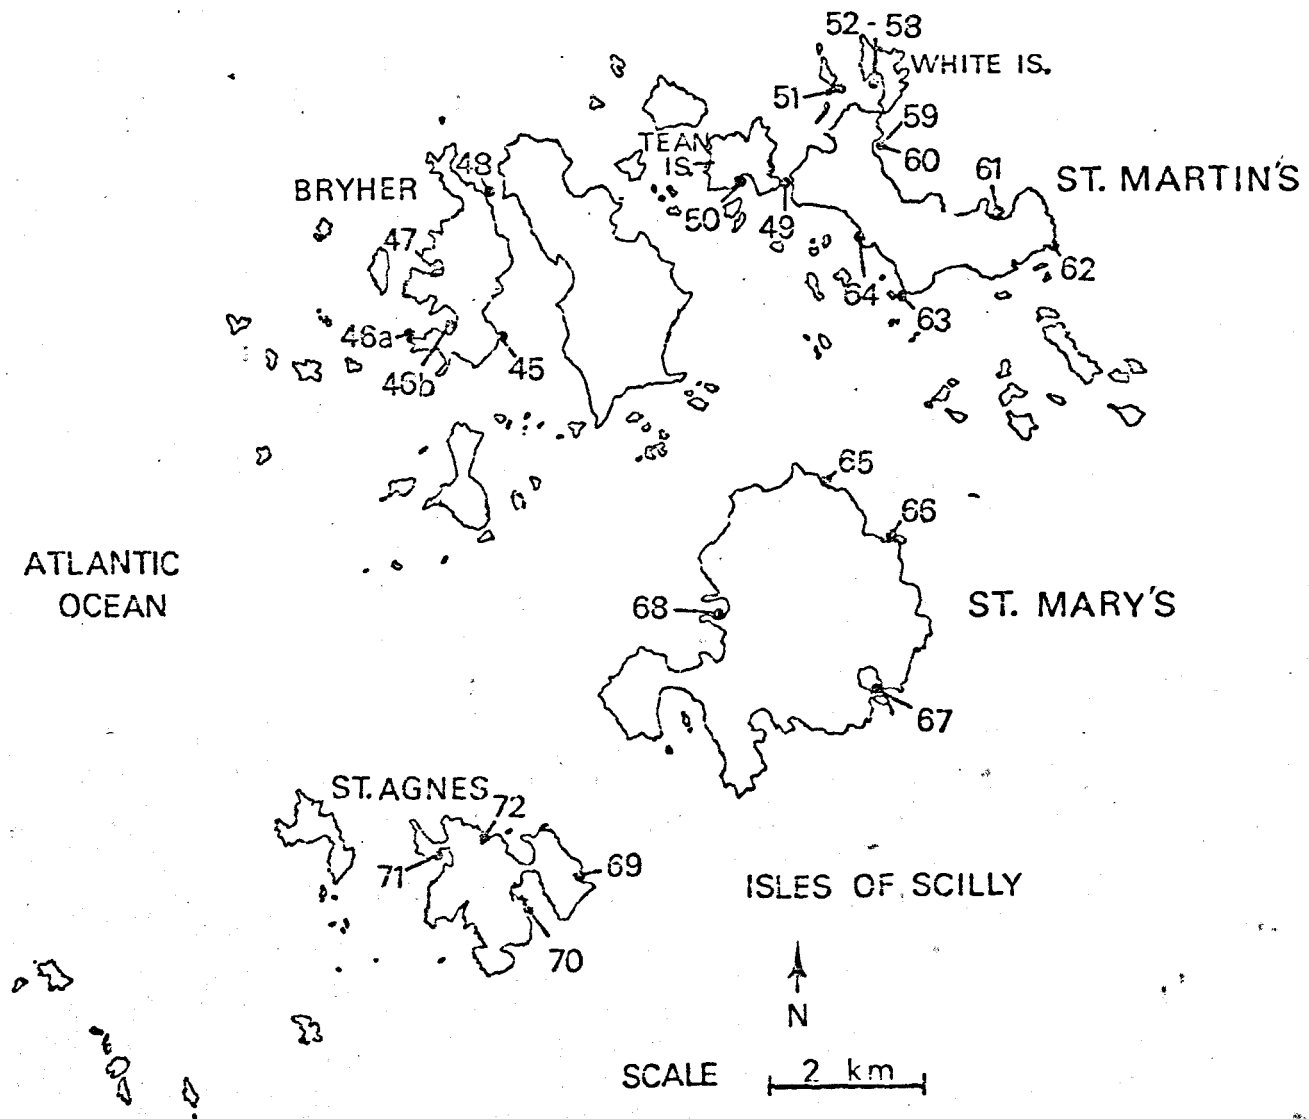 52 - 58
WHITE IS.
51
59
60
TEAN
IS.
BRYHER
48
61
ST. MARTIN'S
50
49
47
62
64
63
46a
46b
45
65
66
ATLANTIC
OCEAN
68
ST. MARY'S
67
ST. AGNES
72
71
69
ISLES OF SCILLY
70
N
SCALE
2 km